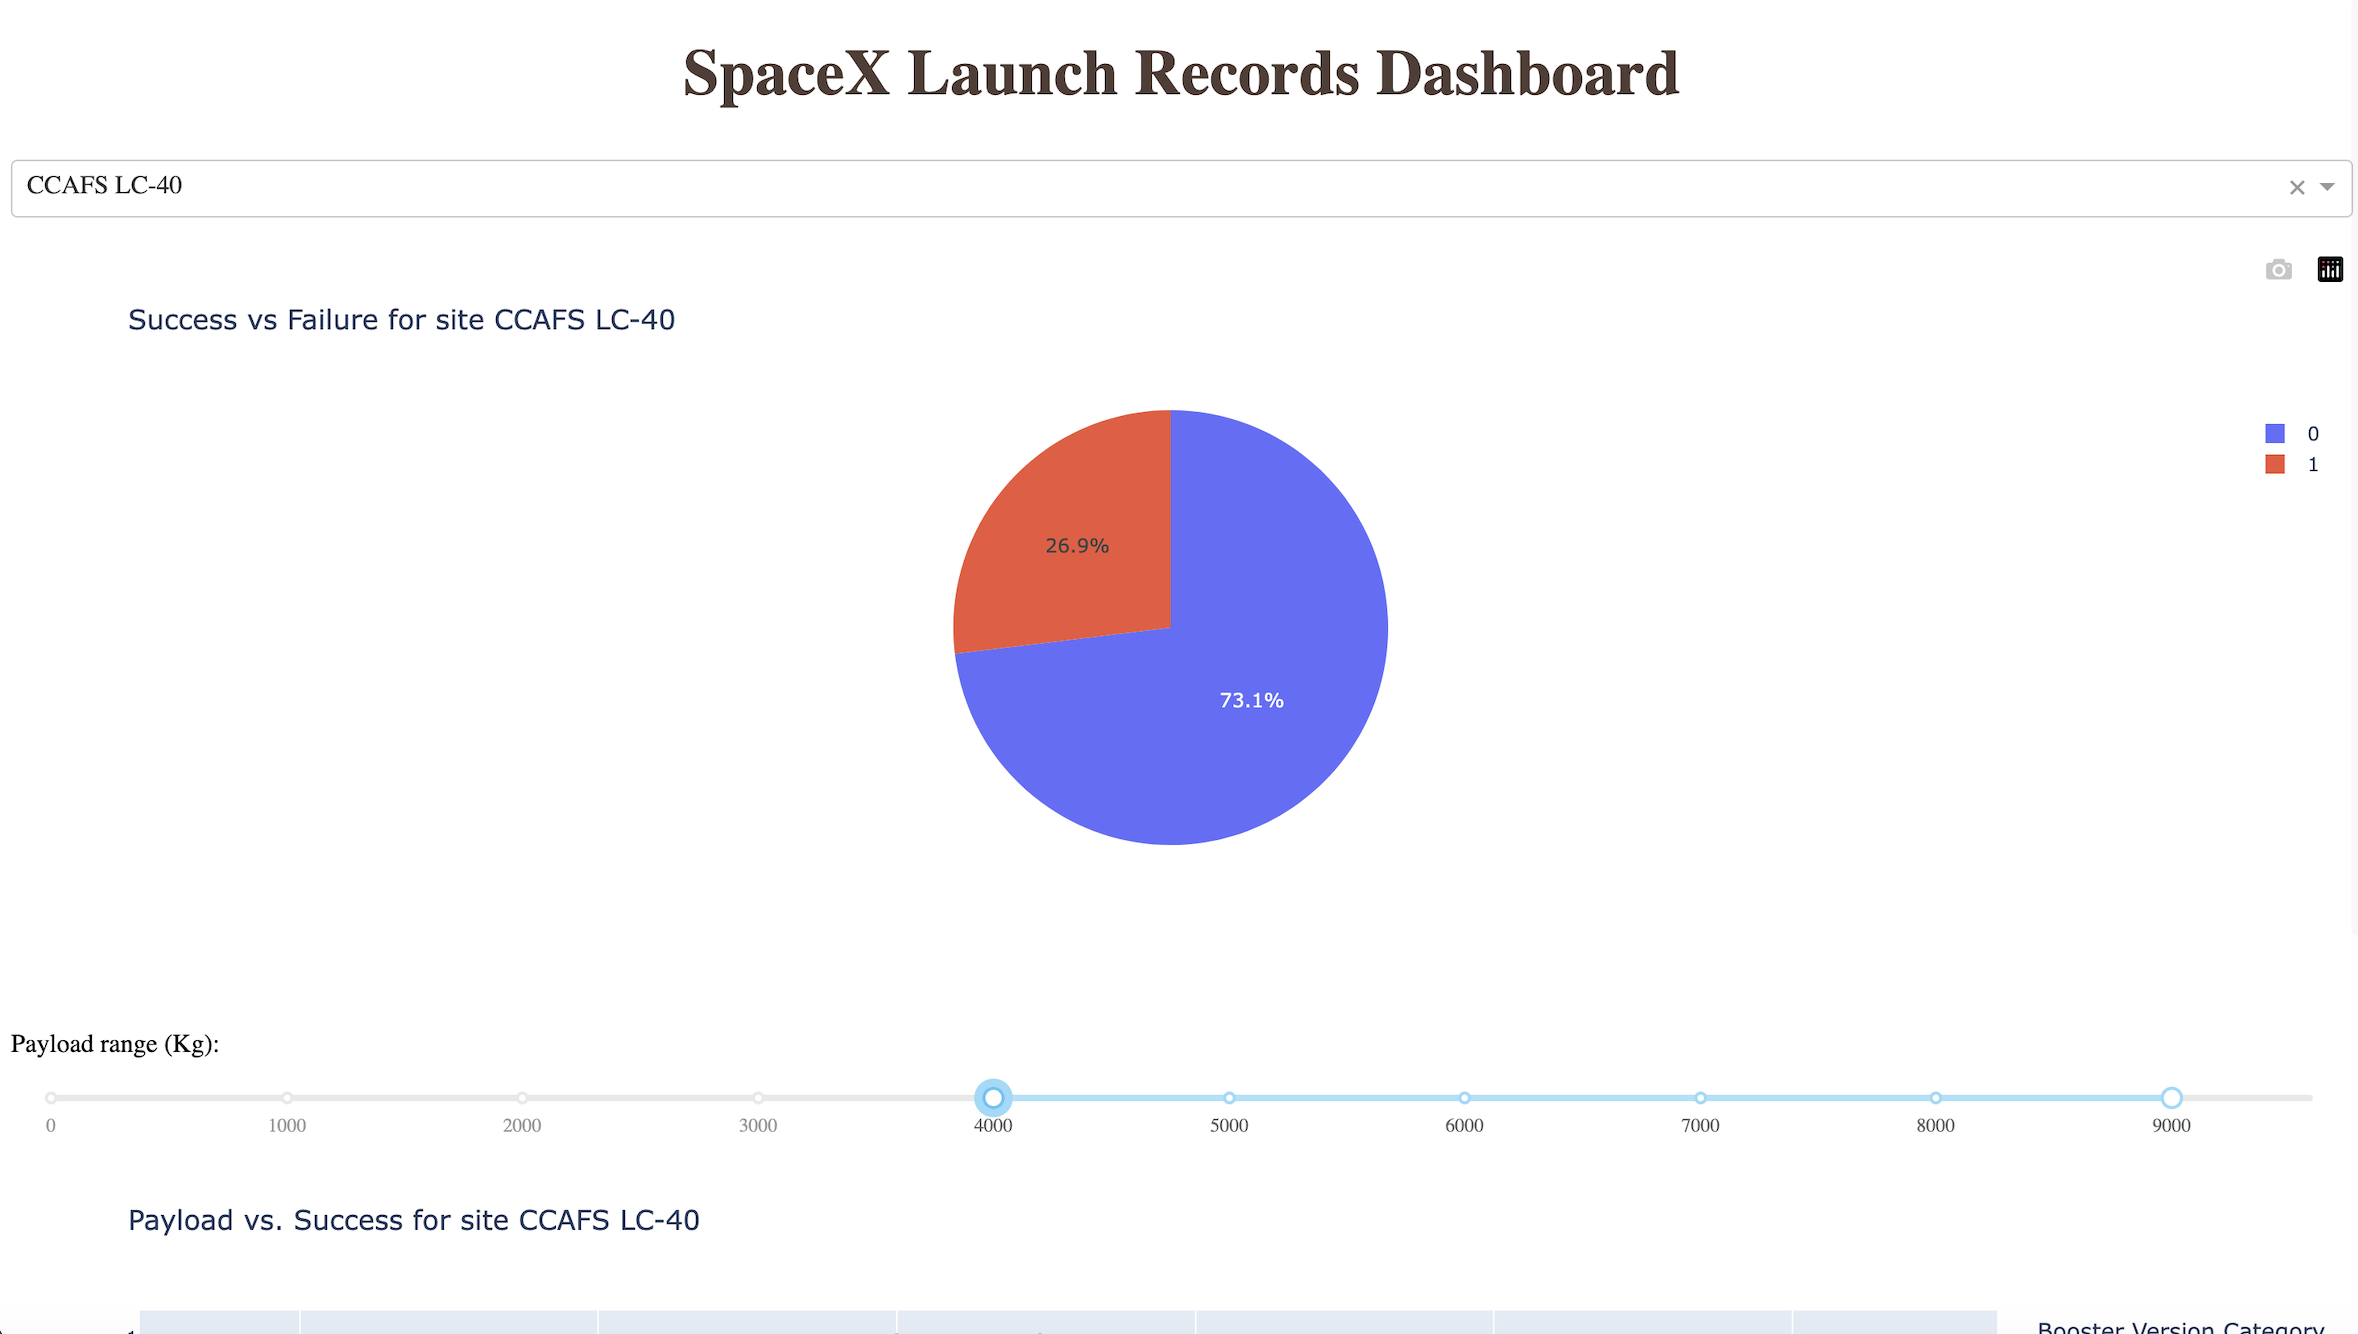 SpaceX Launch Records Dashboard
CCAFS LC-40
Success vs Failure for site CCAFS LC-40
0
1
26.9%
73.1%
Payload range (Kg):
0 1000 2000 3000 4000 5000 6000 7000 8000 9000
Payload vs. Success for site CCAFS LC-40
Booster Version Category